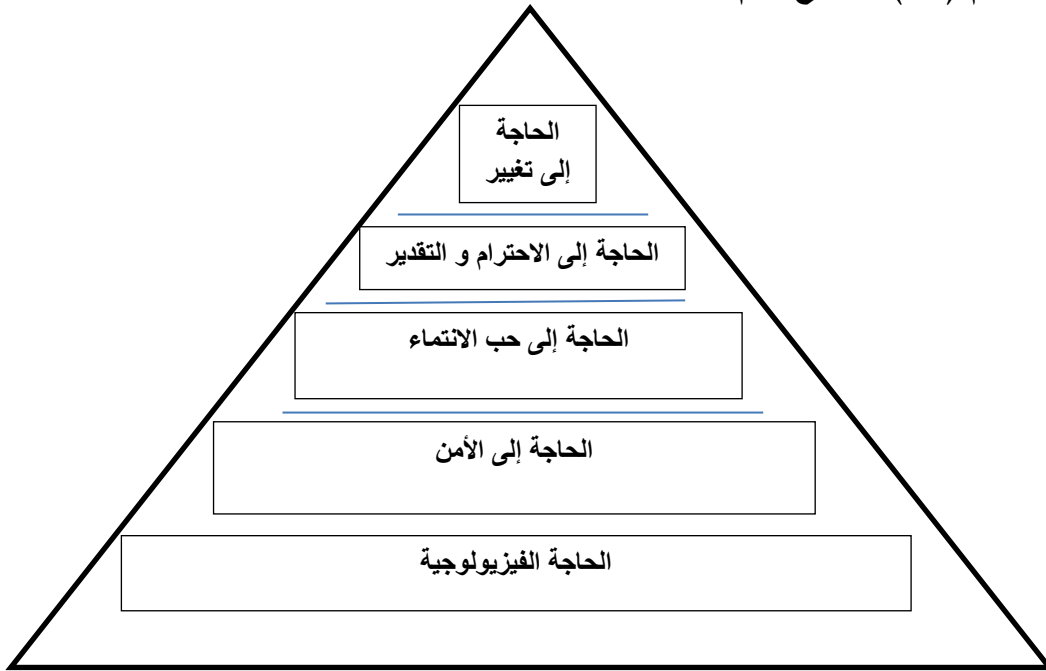 الحاجة
إلى تغيير
الحاجة إلى الاحترام و التقدير
الحاجة إلى حب الانتماء
الحاجة إلى الأمن
الحاجة الفيزيولوجية